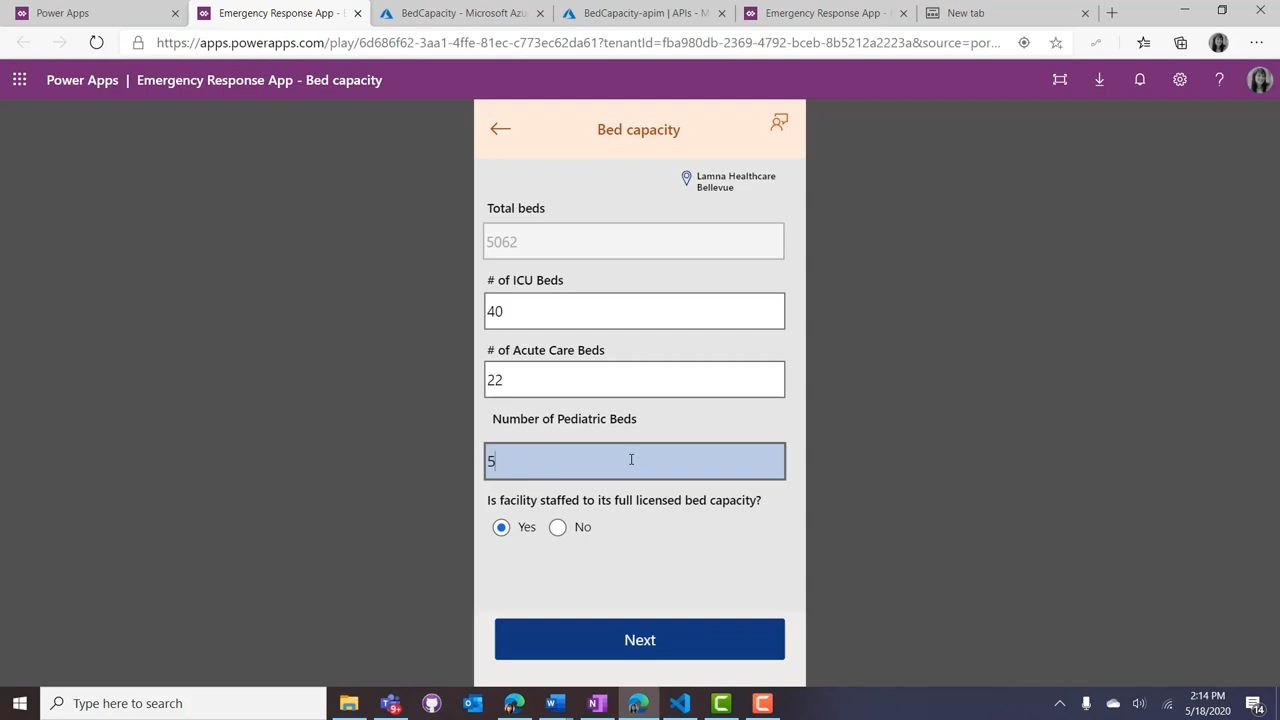 Power Apps
Emergency Response App - E
BedCapacity - Microsoft Azu
BedCapacity-apim | APIs - M
Emergency Response App - A
New tab
https://apps.powerapps.com/play/6d686f62-3aa1-4ffe-81ec-c773ec62da61?tenantId=fba980db-2369-4792-bceb-8b5212a2223a&source=por...
Power Apps | Emergency Response App - Bed capacity
Bed capacity
Lamna Healthcare
Bellevue
Total beds
5062
# of ICU Beds
40
# of Acute Care Beds
22
Number of Pediatric Beds
5
Is facility staffed to its full licensed bed capacity?
Yes No
Next
Type here to search
9+
2:14 PM
5/18/2020
14